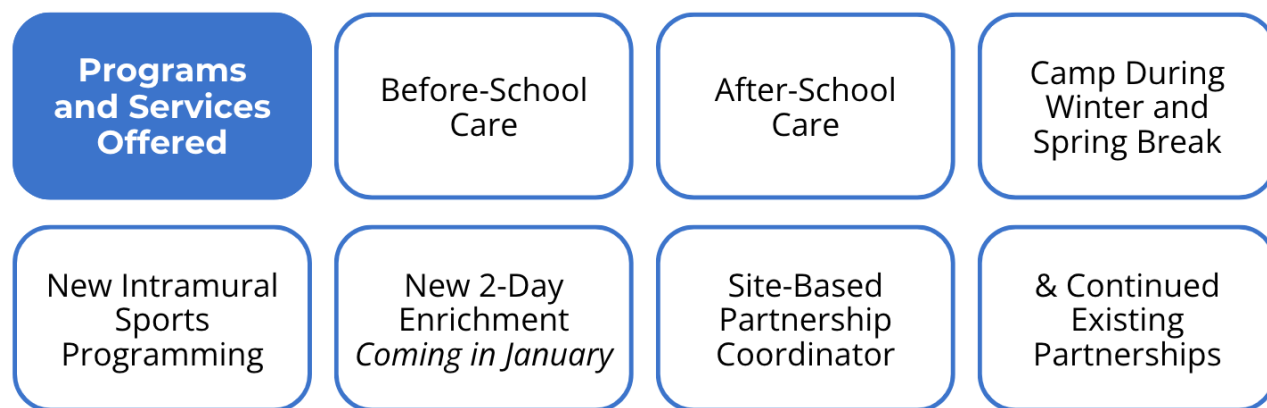 Programs
and Services
Offered
Before-School
Care
After-School
Care
Camp During
Winter and
Spring Break
New Intramural
Sports
Programming
New 2-Day
Enrichment
Coming in January
Site-Based
Partnership
Coordinator
& Continued
Existing
Partnerships